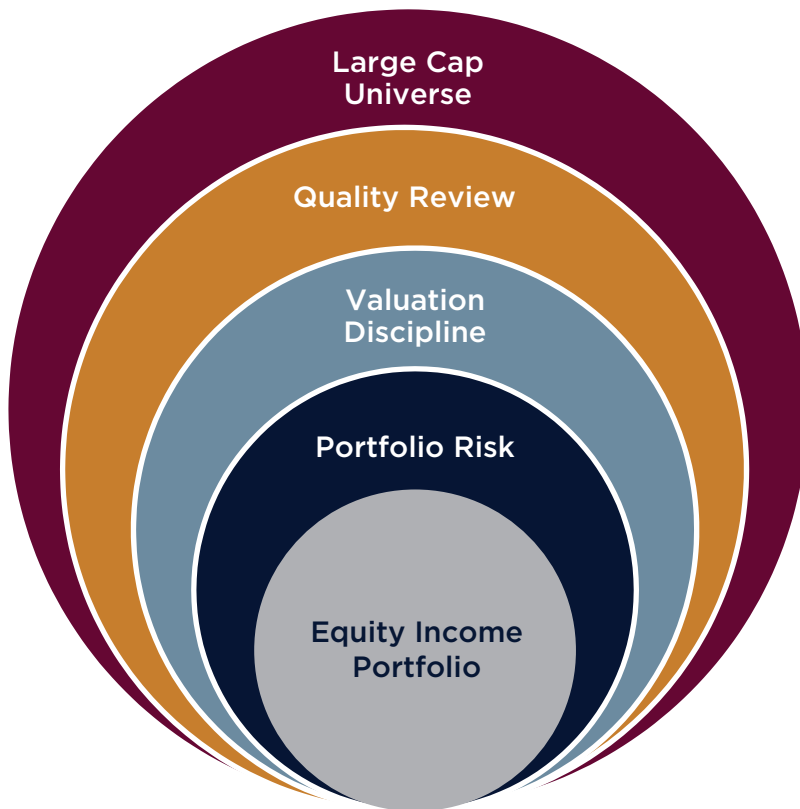 Large Cap
Universe
Quality Review
Valuation
Discipline
Portfolio Risk
Equity Income
Portfolio